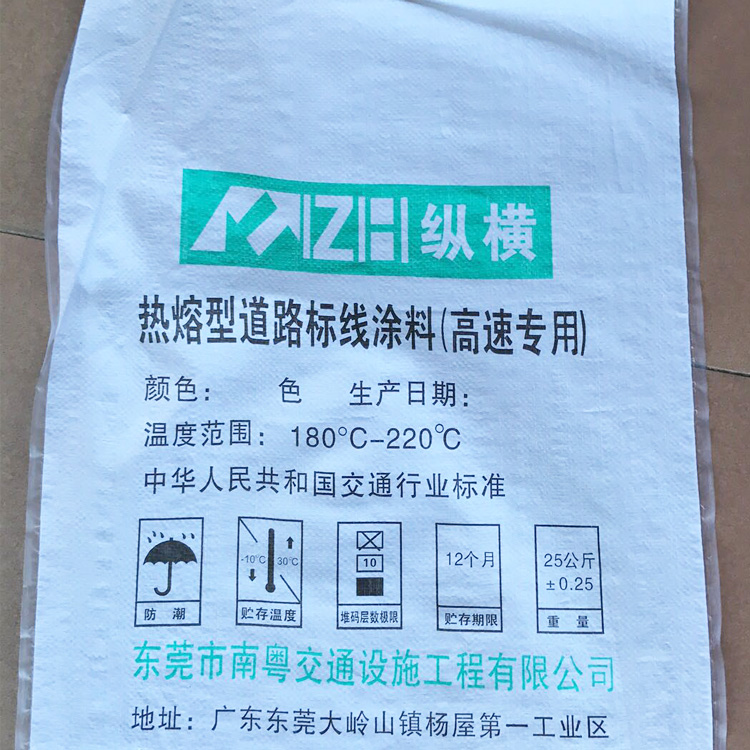 MZH纵横
热熔型道路标线涂料(高速专用)
颜色： 色 生产日期：
温度范围：180°C-220℃
中华人民共和国交通行业标准
-10°C 30°C
10
12个月
25公斤
±0.25
防 潮
贮存温度
堆码层数极限
贮存期限
重 量
东莞市南粤交通设施工程有限公司
地址：广东东莞大岭山镇杨屋第一工业区